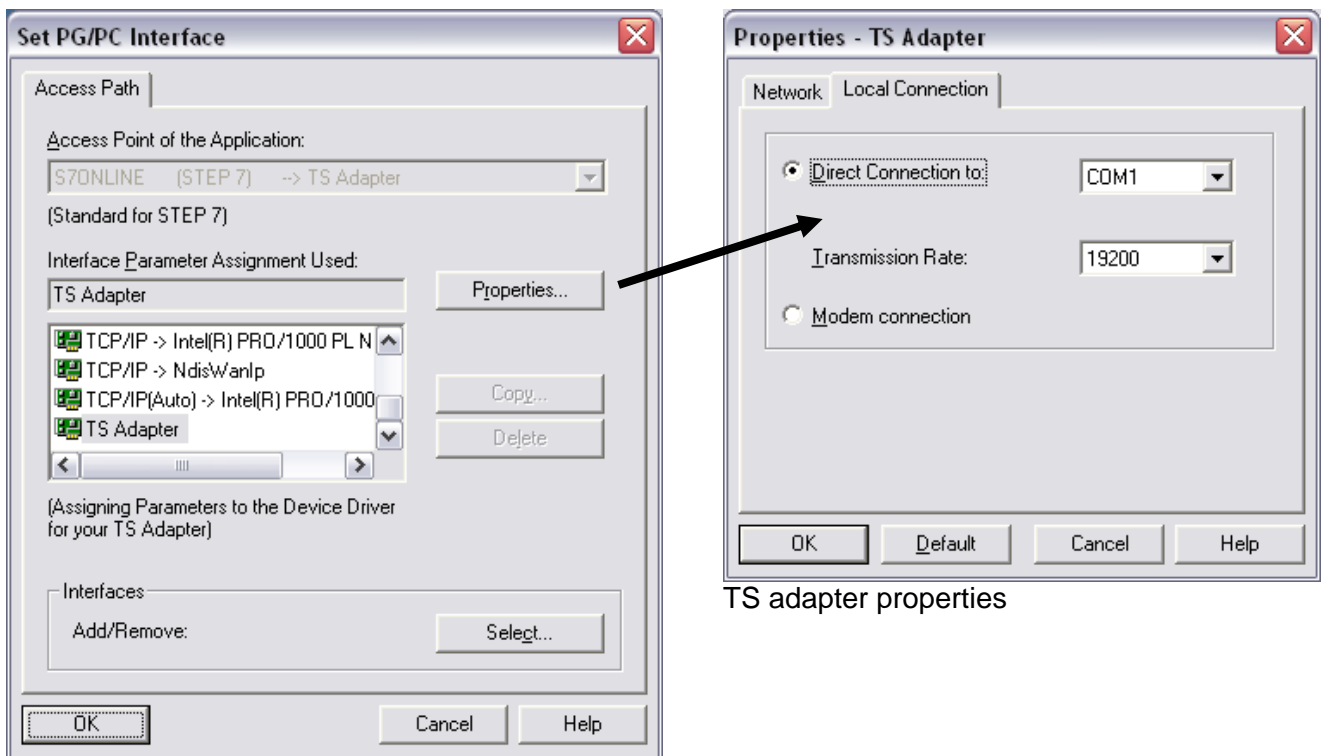 Set PG/PC Interface
Access Path
Access Point of the Application:
S7ONLINE (STEP 7) --> TS Adapter
(Standard for STEP 7)
Interface Parameter Assignment Used:
TS Adapter
Properties...
TCP/IP -> Intel(R) PRO/1000 PL N
TCP/IP -> NdisWanIp
TCP/IP(Auto) -> Intel(R) PRO/1000
TS Adapter
Copy...
Delete
(Assigning Parameters to the Device Driver
for your TS Adapter)
Interfaces
Add/Remove:
Select...
OK
Cancel
Help
Properties - TS Adapter
Network
Local Connection
Direct Connection to:
COM1
Transmission Rate:
19200
Modem connection
OK
Default
Cancel
Help
TS adapter properties